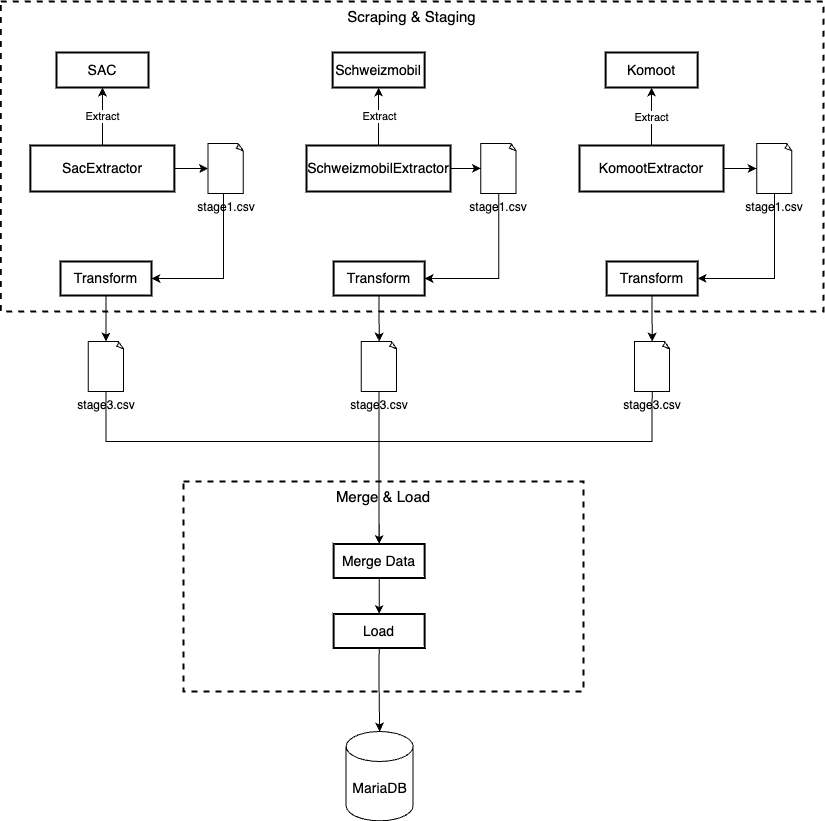 Scraping & Staging
SAC
Schweizmobil
Komoot
Extract
Extract
Extract
SacExtractor
SchweizmobilExtractor
KomootExtractor
stage1.csv
stage1.csv
stage1.csv
Transform
Transform
Transform
stage3.csv
stage3.csv
stage3.csv
Merge & Load
Merge Data
Load
MariaDB